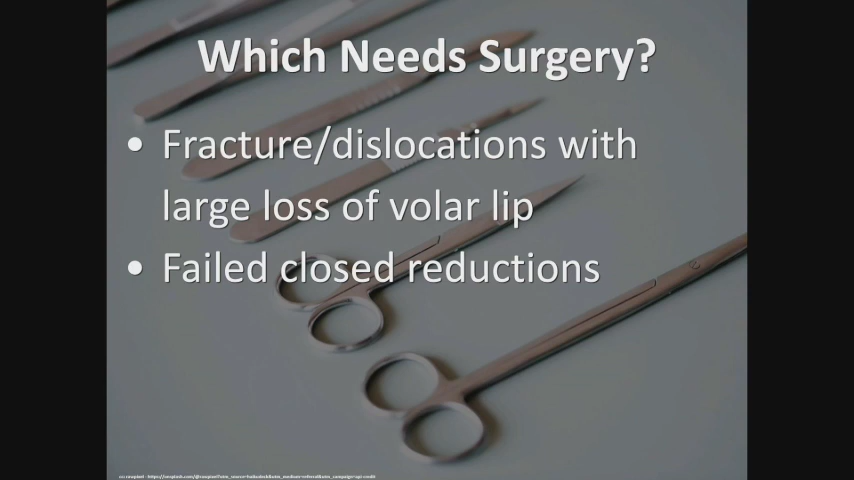 Which Needs Surgery?
• Fracture/dislocations with
large loss of volar lip
• Failed closed reductions